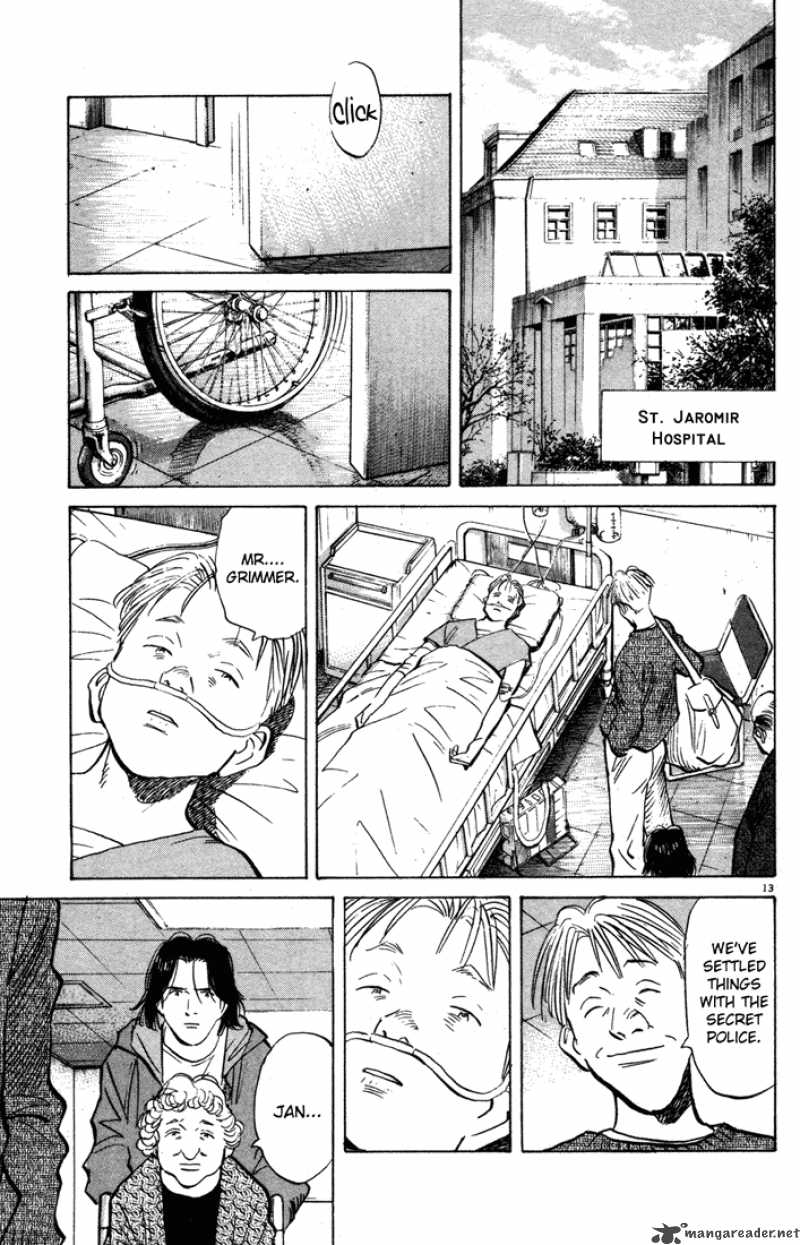 St. Jaromir
Hospital
Click
MR....
GRIMMER.
13
WE'VE
SETTLED
THINGS
WITH THE
SECRET
POLICE.
JAN...
mangareader.net